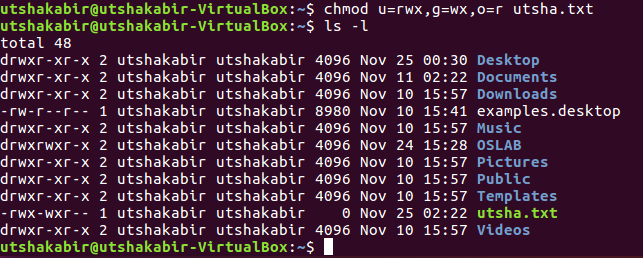 utshakabir@utshakabir-VirtualBox:~$ chmod u=rwx,g=wx,o=r utsha.txt
utshakabir@utshakabir-VirtualBox:~$ ls -l
total 48
drwxr-xr-x 2 utshakabir utshakabir 4096 Nov 25 00:30 Desktop
drwxr-xr-x 2 utshakabir utshakabir 4096 Nov 11 02:22 Documents
drwxr-xr-x 2 utshakabir utshakabir 4096 Nov 10 15:57 Downloads
-rw-r--r-- 1 utshakabir utshakabir 8980 Nov 10 15:41 examples.desktop
drwxr-xr-x 2 utshakabir utshakabir 4096 Nov 10 15:57 Music
drwxrwxr-x 2 utshakabir utshakabir 4096 Nov 24 15:28 OSLAB
drwxr-xr-x 2 utshakabir utshakabir 4096 Nov 10 15:57 Pictures
drwxr-xr-x 2 utshakabir utshakabir 4096 Nov 10 15:57 Public
drwxr-xr-x 2 utshakabir utshakabir 4096 Nov 10 15:57 Templates
-rwx-wxr-- 1 utshakabir utshakabir    0 Nov 25 02:22 utsha.txt
drwxr-xr-x 2 utshakabir utshakabir 4096 Nov 10 15:57 Videos
utshakabir@utshakabir-VirtualBox:~$